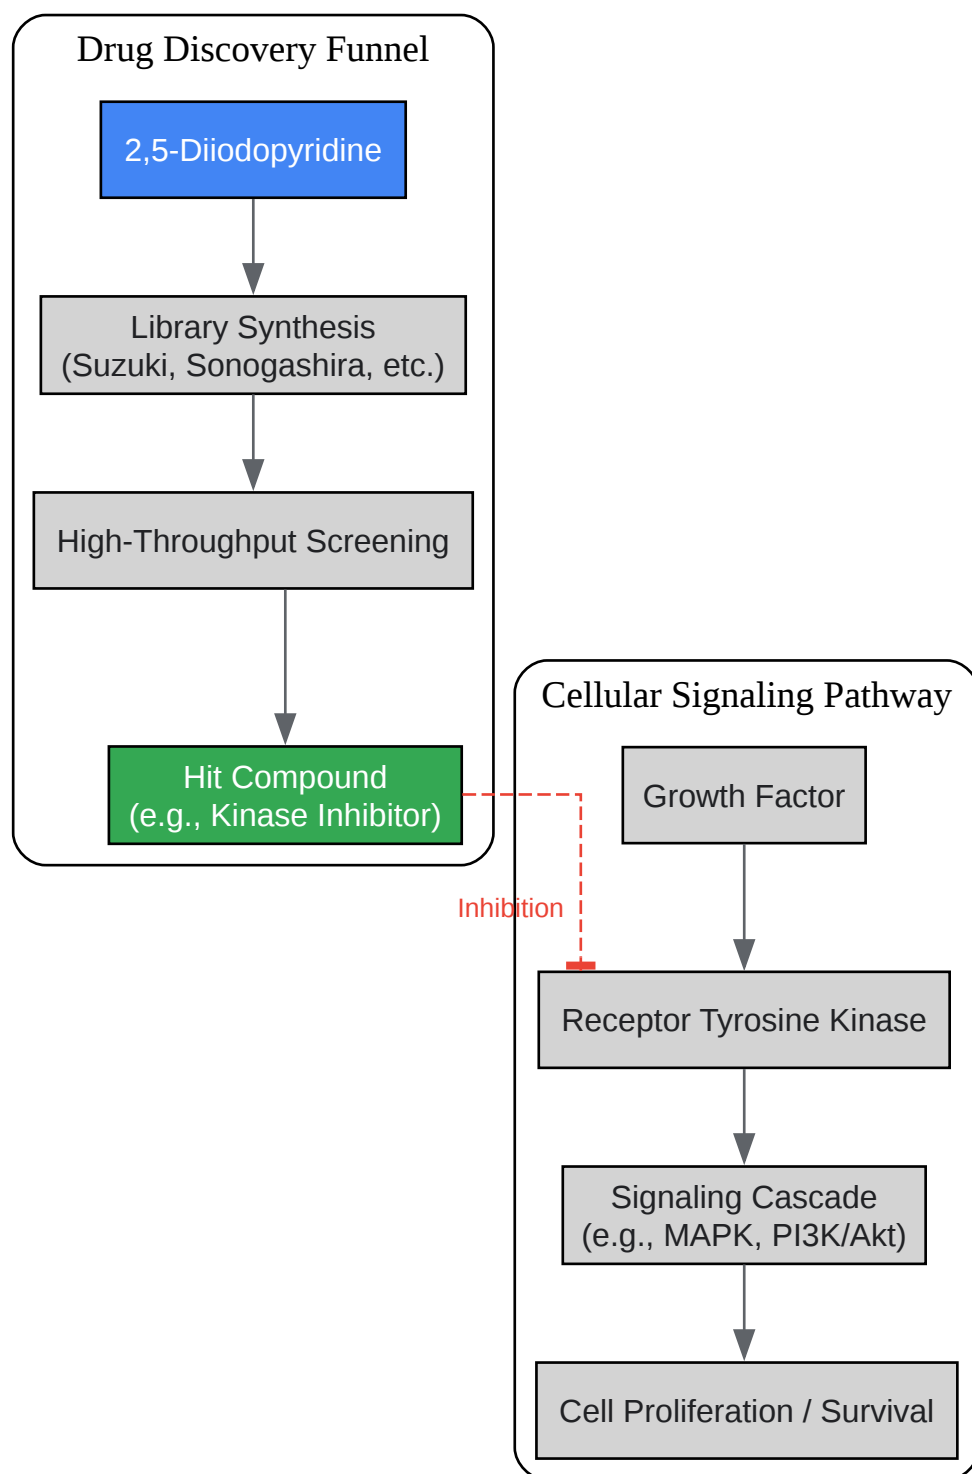 Drug Discovery Funnel
2,5-Diiodopyridine
Library Synthesis
(Suzuki, Sonogashira, etc.)
High-Throughput Screening
Hit Compound
(e.g., Kinase Inhibitor)
Inhibition
Cellular Signaling Pathway
Growth Factor
Receptor Tyrosine Kinase
Signaling Cascade
(e.g., MAPK, PI3K/Akt)
Cell Proliferation / Survival